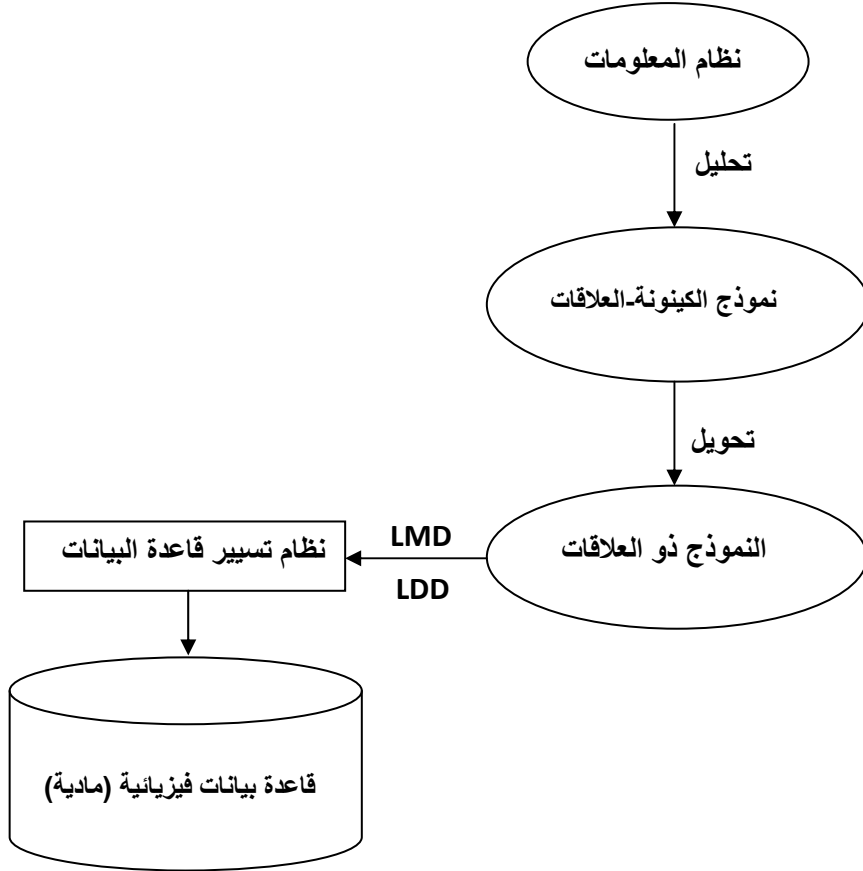 نظام المعلومات
تحليل
نموذج الكينونة-العلاقات
تحويل
النموذج ذو العلاقات
LMD
LDD
نظام تسيير قاعدة البيانات
قاعدة بيانات فيزيائية (مادية)